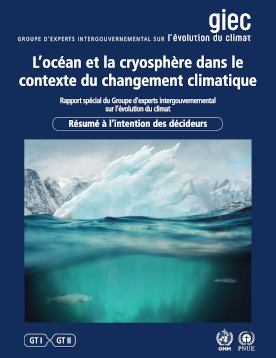 giec
GROUPE D'EXPERTS INTERGOUVERNEMENTAL SUR l'évolution du climat
L'océan et la cryosphère dans le
contexte du changement climatique
Rapport spécial du Groupe d'experts intergouvernemental
sur l'évolution du climat
Résumé à l'intention des décideurs
GT I GT II
OMM PNUE